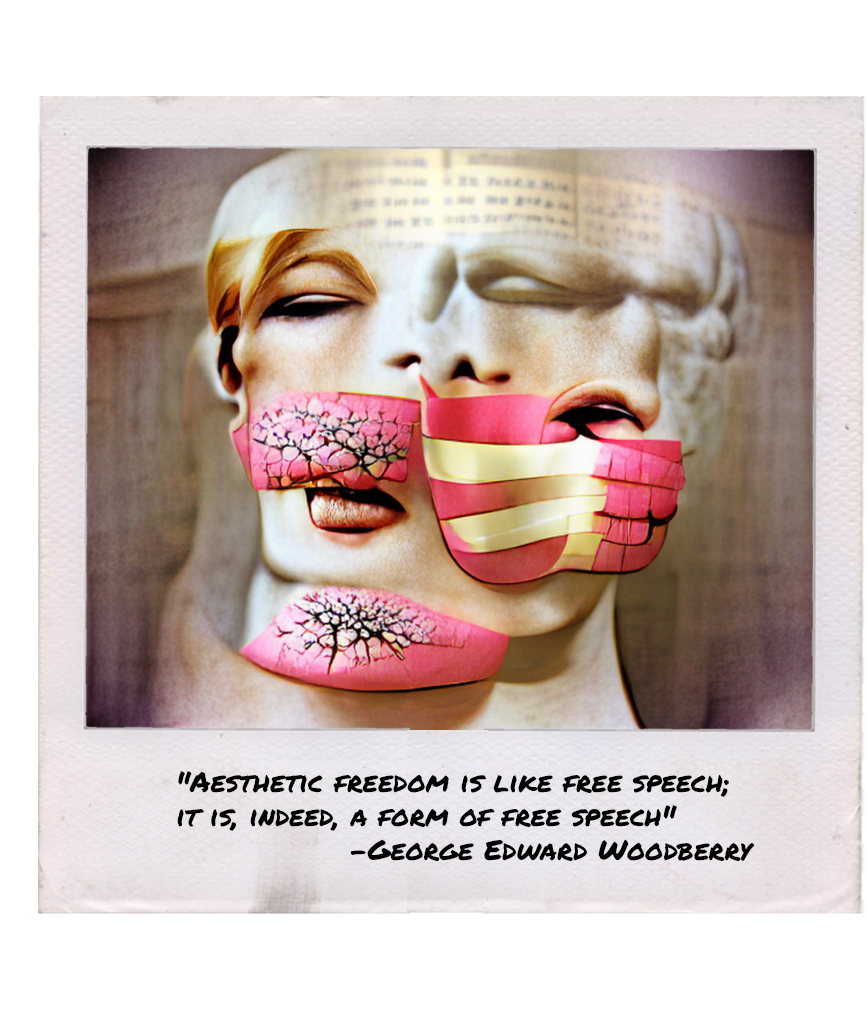 "Aesthetic freedom is like free speech;
it is, indeed, a form of free speech"
-George Edward Woodberry